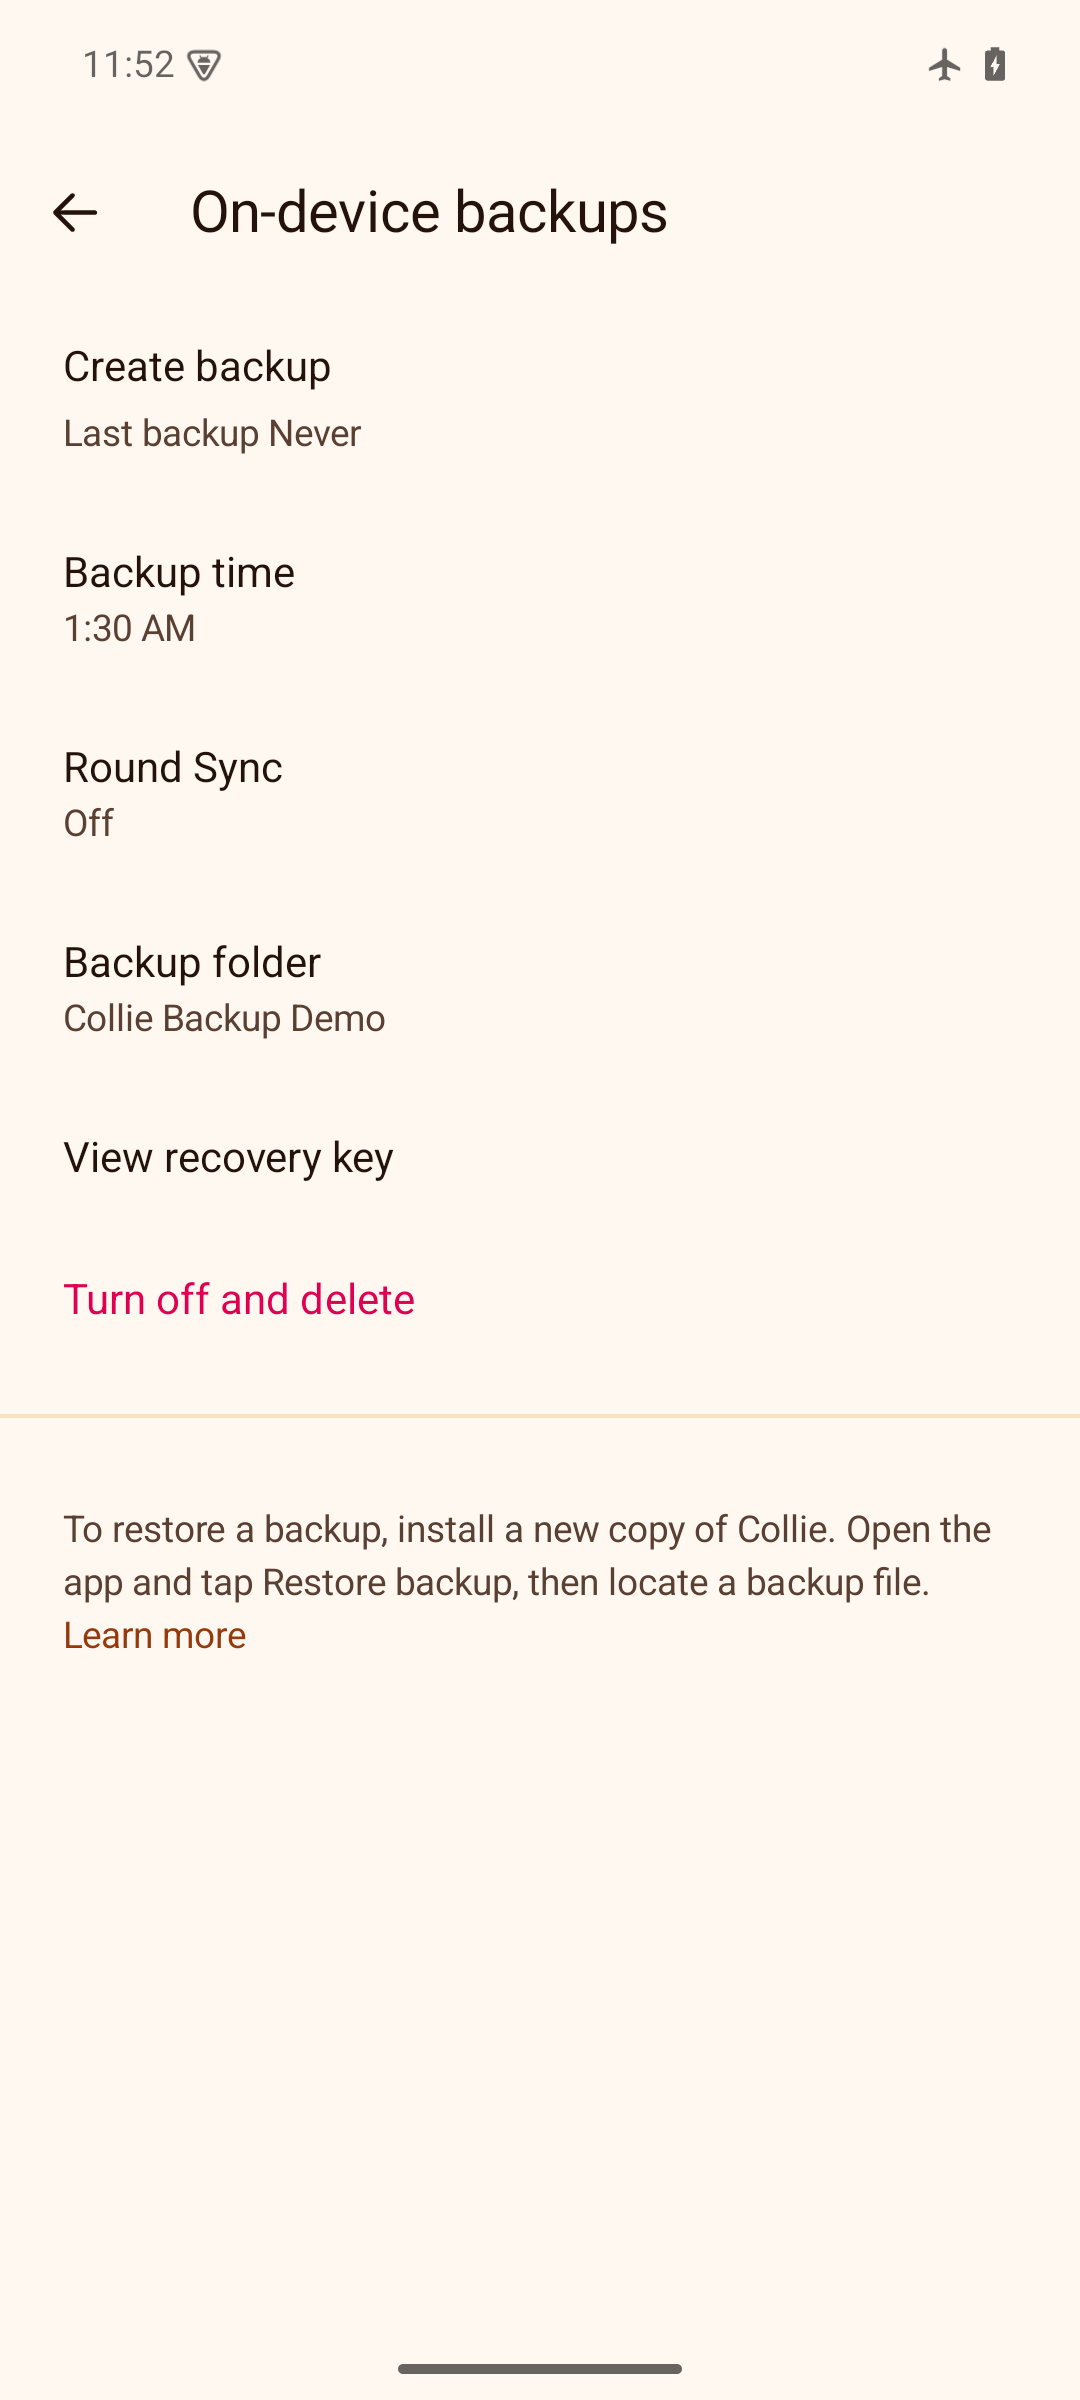 11:52
On-device backups
Create backup
Last backup Never
Backup time
1:30 AM
Round Sync
Off
Backup folder
Collie Backup Demo
View recovery key
Turn off and delete
To restore a backup, install a new copy of Collie. Open the
app and tap Restore backup, then locate a backup file.
Learn more